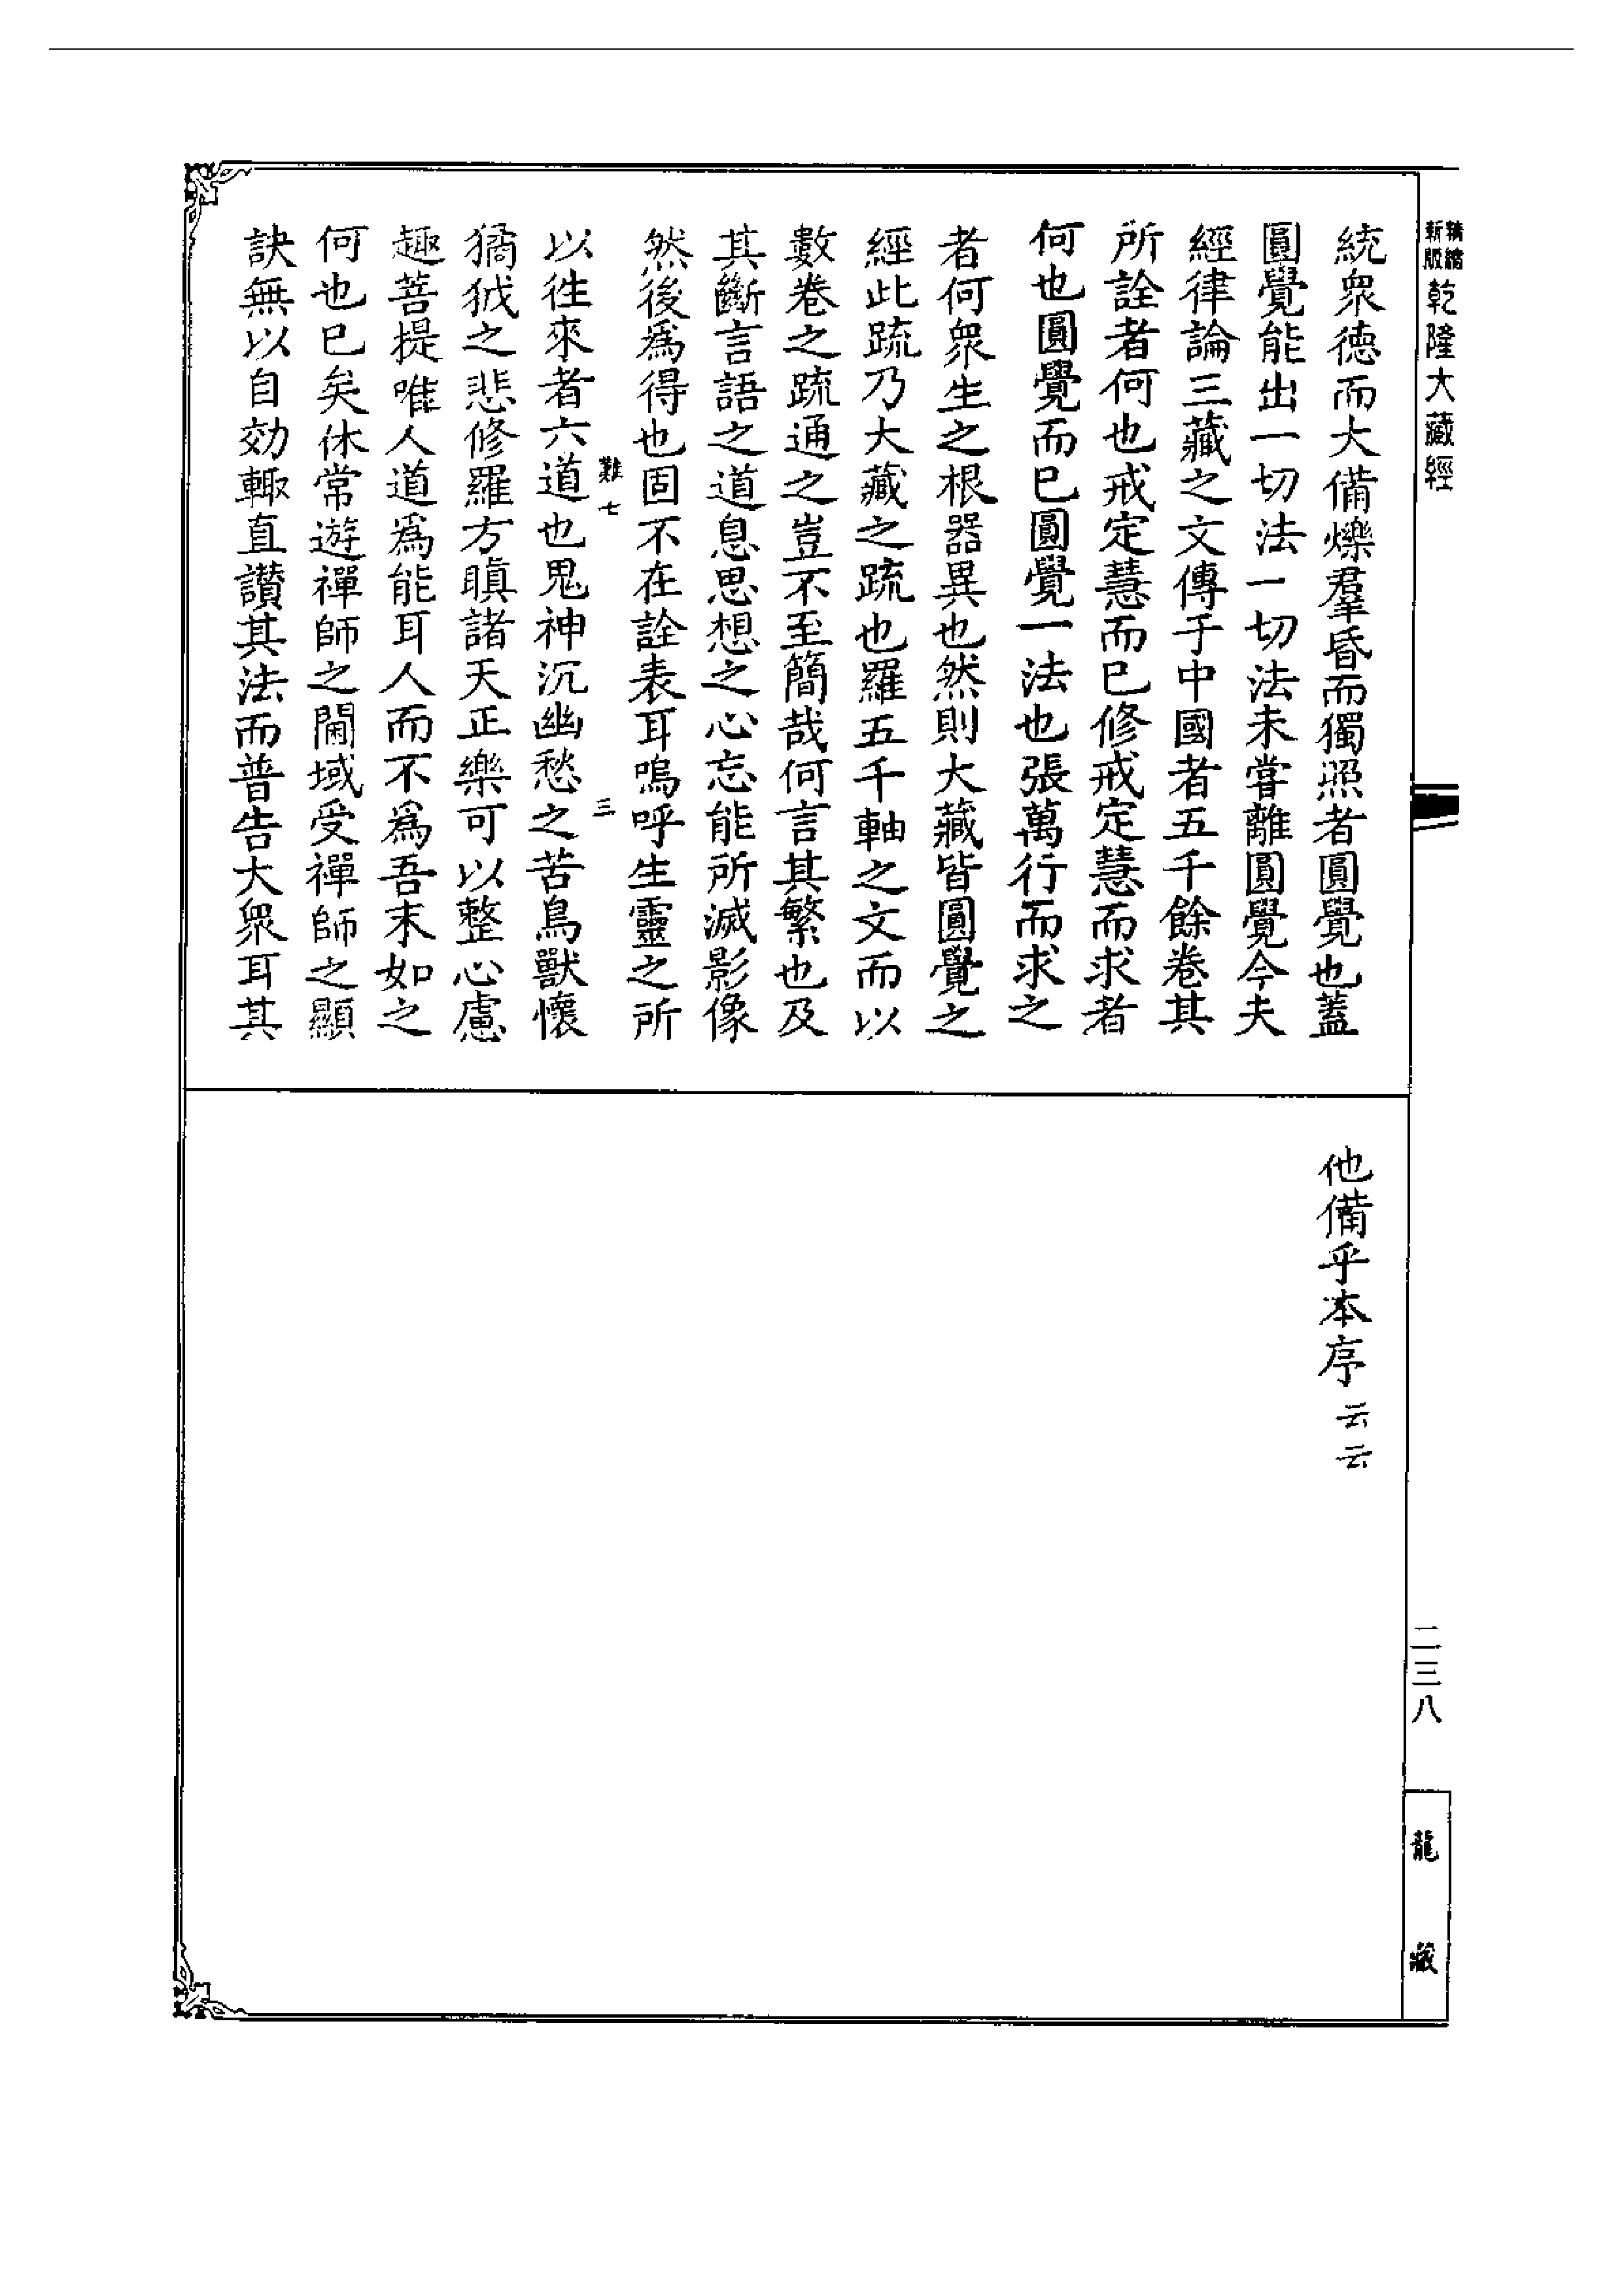 精縮
新版
乾隆大藏經
統衆德而大備爍羣昏而獨照者圓覺也蓋
圓覺能出一切法一切法未嘗離圓覺今夫
經律論三藏之文傳于中國者五千餘卷其
所詮者何也戒定慧而已修戒定慧而求者
何也圓覺而已圓覺一法也張萬行而求之
者何衆生之根器異也然則大藏皆圓覺之
經此疏乃大藏之疏也羅五千軸之文而以
數卷之疏通之豈不至簡哉何言其繁也及
其斷言語之道息思想之心忘能所滅影像
然後爲得也固不在詮表耳嗚呼生靈之所
難七
三
以徃來者六道也鬼神沉幽愁之苦鳥獸懷
獝狘之悲修羅方瞋諸天正樂可以整心慮
趣菩提唯人道爲能耳人而不爲吾末如之
何也已矣休常遊禪師之閫域受禪師之顯
訣無以自効輙直讚其法而普告大衆耳其
他備乎本序云云
二三八
龍藏